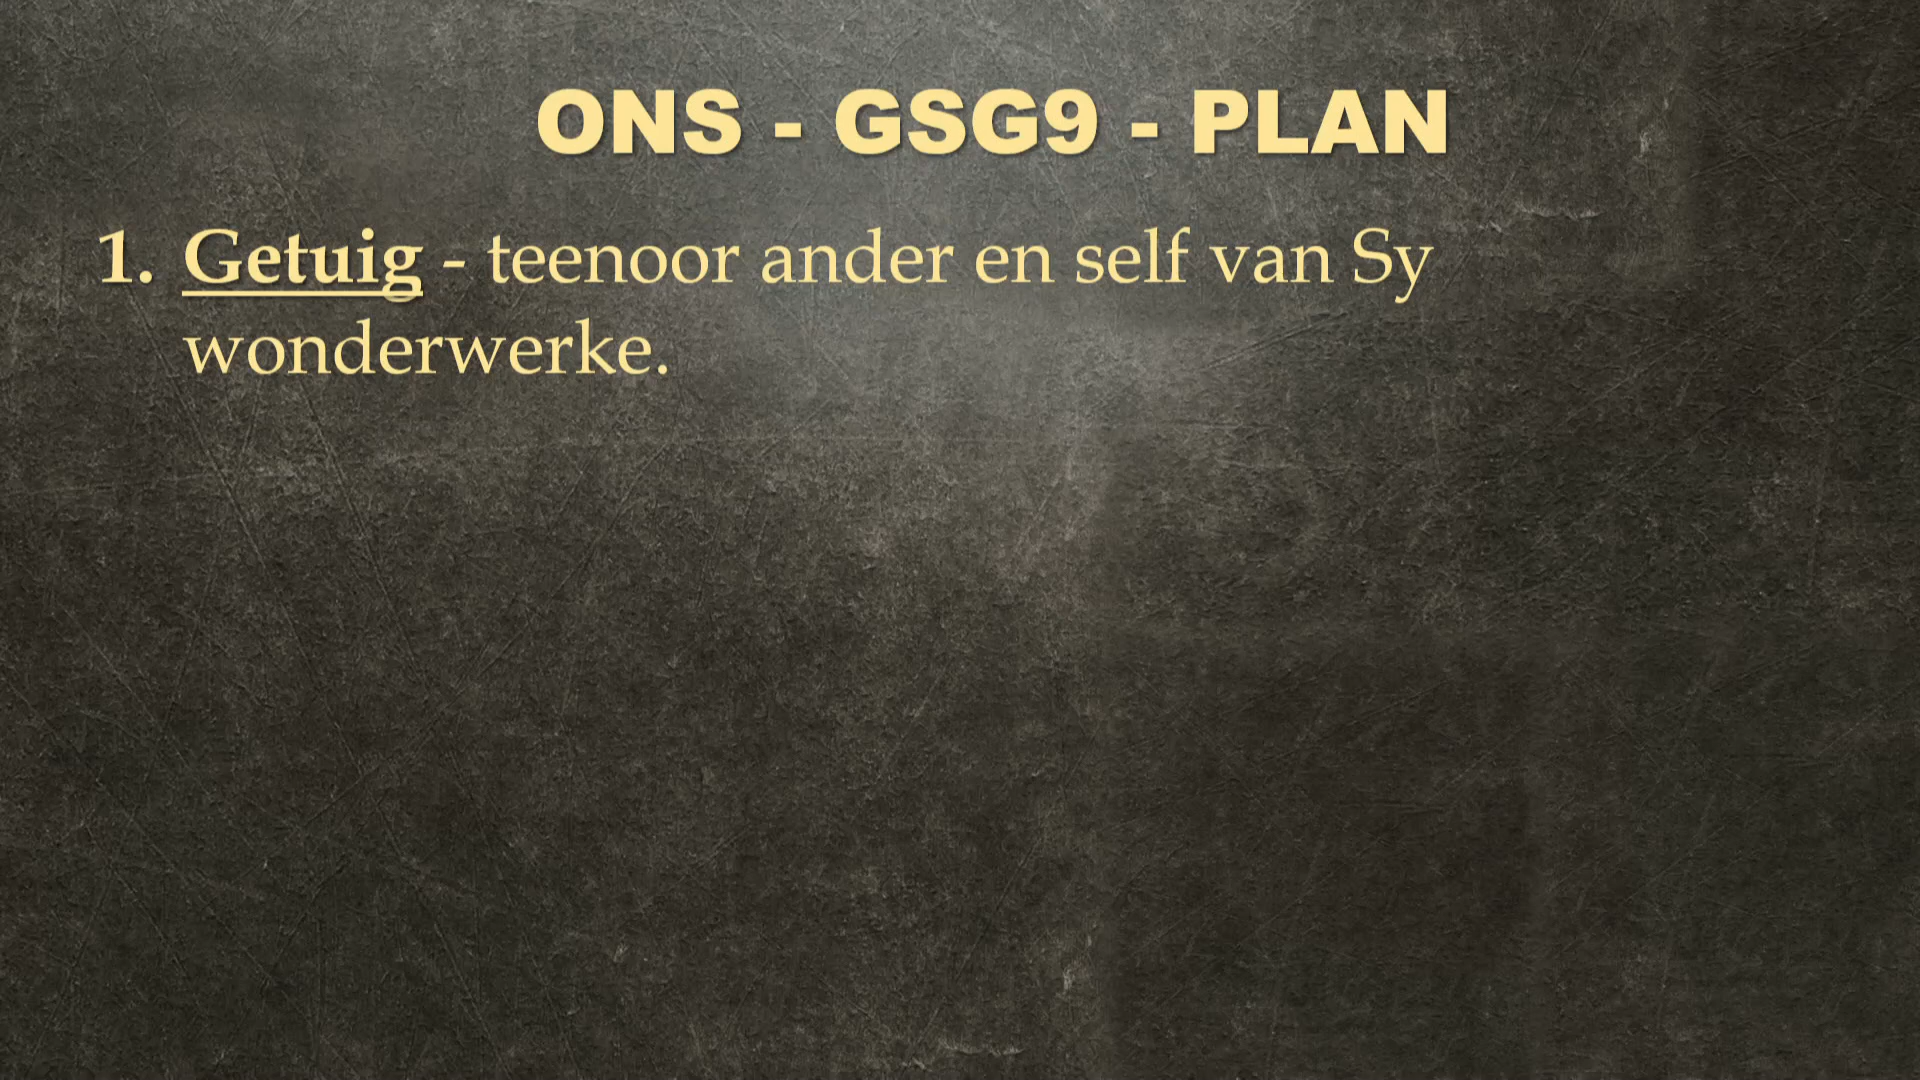 ONS - GSG9 - PLAN
1. Getuig - teenoor ander en self van Sy
wonderwerke.